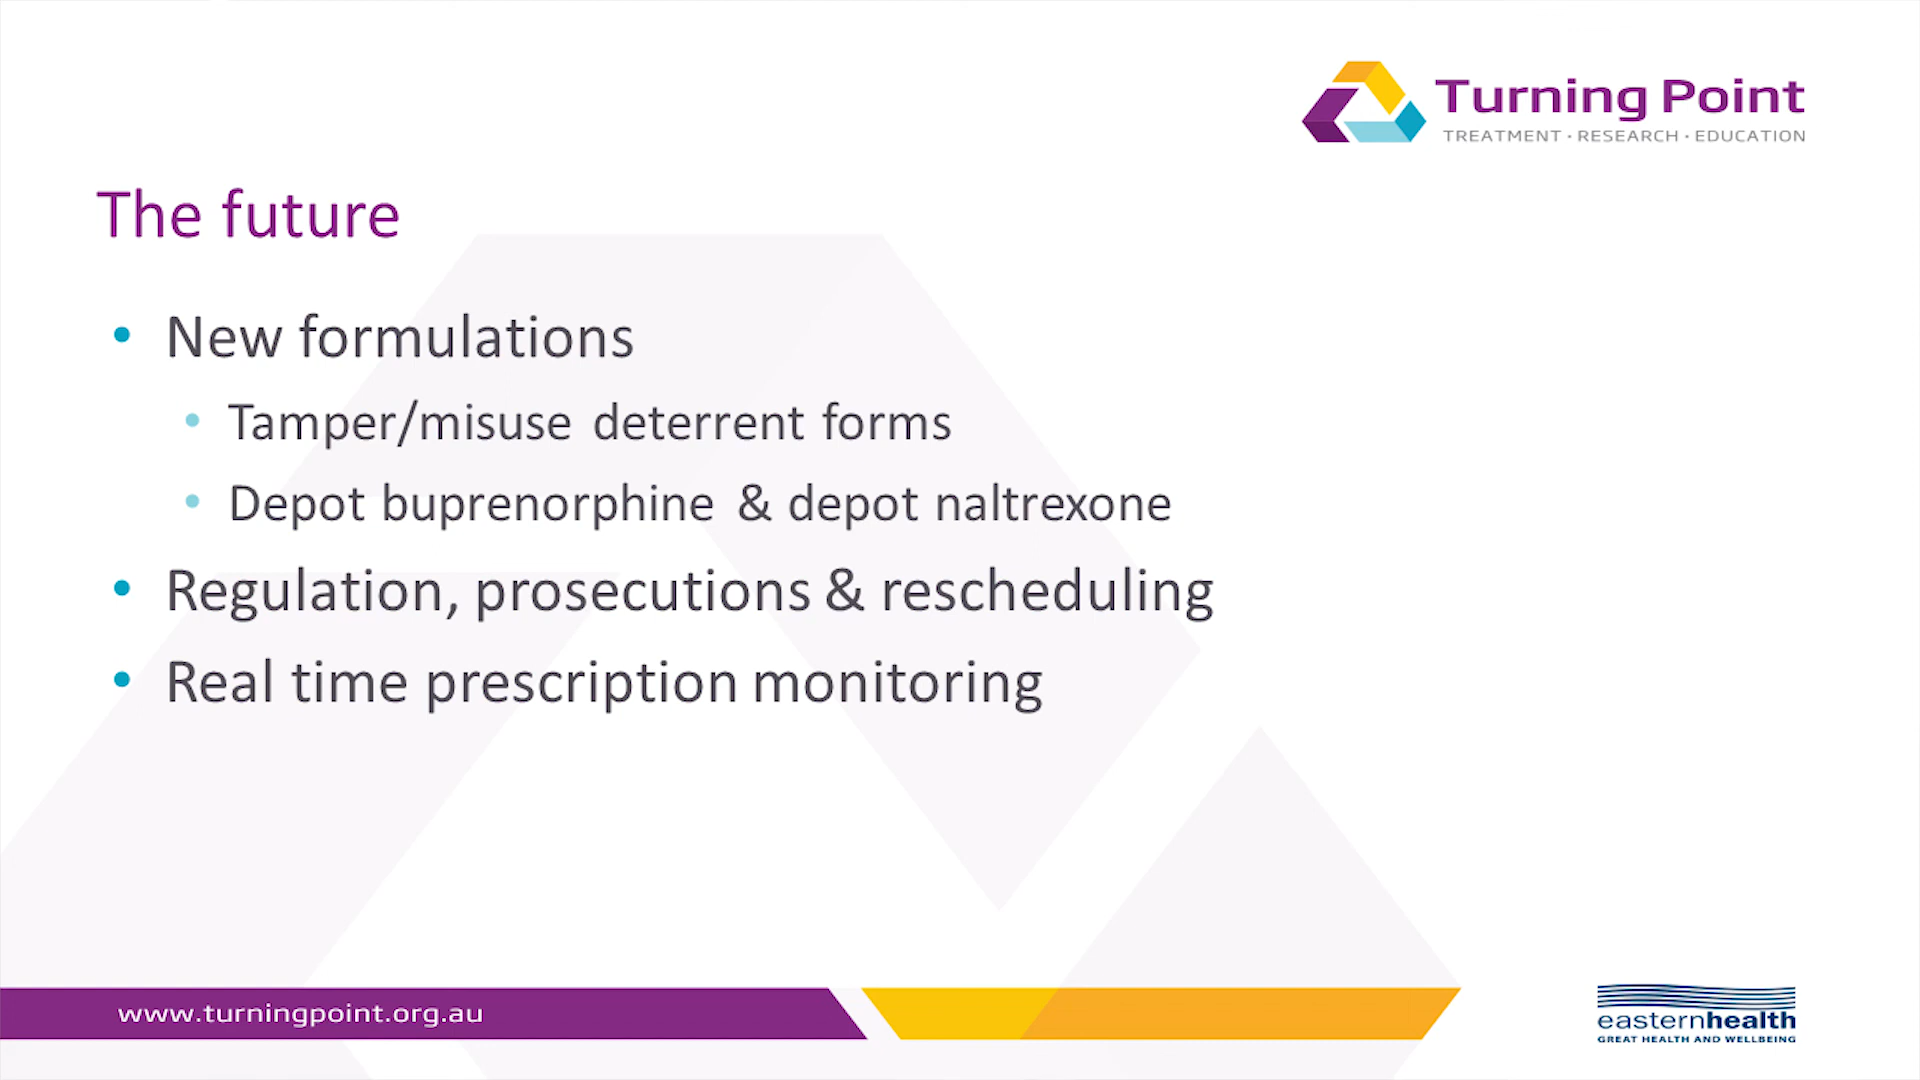 Turning Point
TREATMENT · RESEARCH · EDUCATION
The future
• New formulations
• Tamper/misuse deterrent forms
• Depot buprenorphine & depot naltrexone
• Regulation, prosecutions & rescheduling
• Real time prescription monitoring
www.turningpoint.org.au
easternhealth
GREAT HEALTH AND WELLBEING